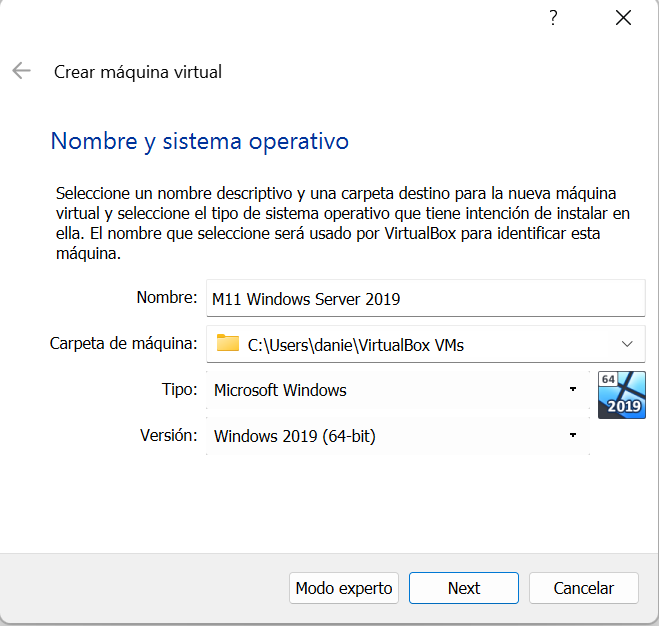 ?
Crear máquina virtual
Nombre y sistema operativo
Seleccione un nombre descriptivo y una carpeta destino para la nueva máquina
virtual y seleccione el tipo de sistema operativo que tiene intención de instalar en
ella. El nombre que seleccione será usado por VirtualBox para identificar esta
máquina.
Nombre: M11 Windows Server 2019
Carpeta de máquina: C:\Users\danie\VirtualBox VMs
Tipo: Microsoft Windows
64
2019
Versión: Windows 2019 (64-bit)
Modo experto Next Cancelar